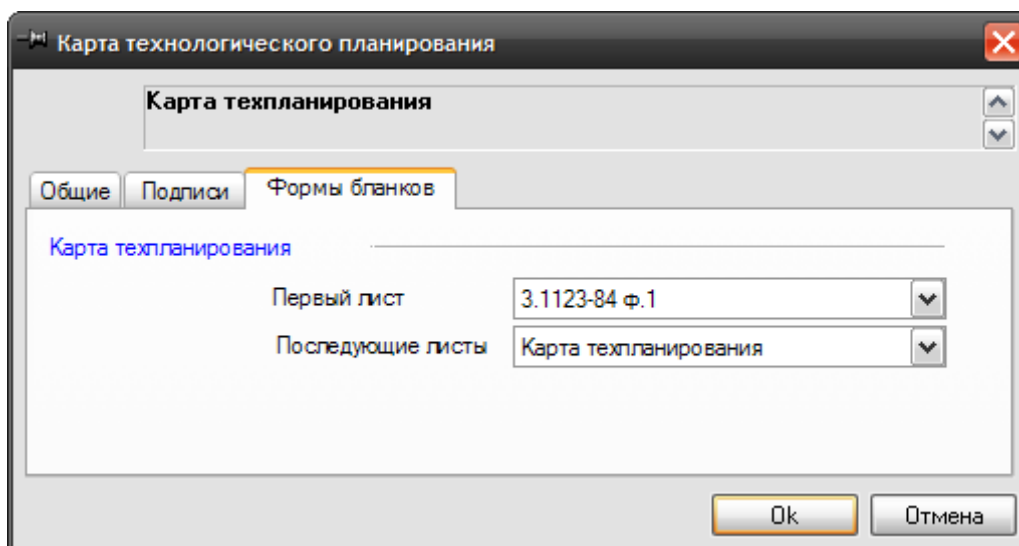 Карта технологического планирования
Карта техпланирования
Общие Подписи Формы бланков
Карта техпланирования
Первый лист 3.1123-84 ф.1
Последующие листы Карта техпланирования
Ok Отмена